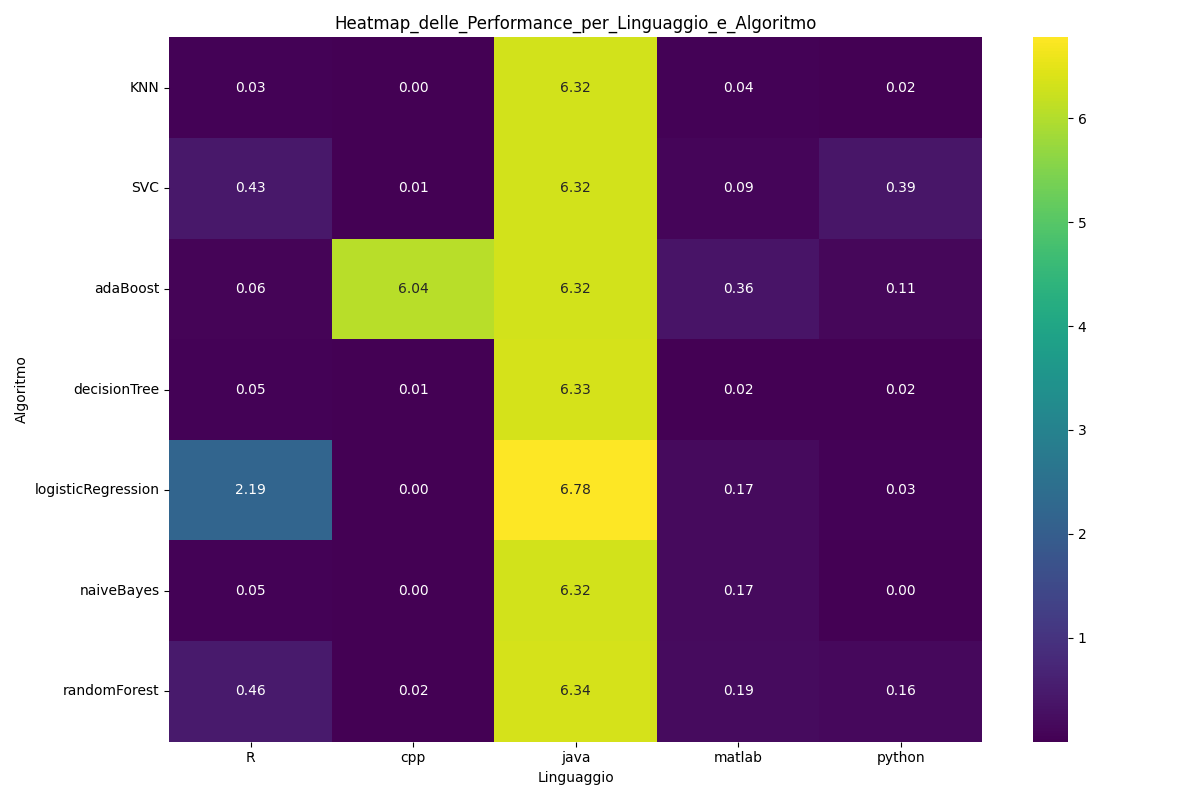 Heatmap_delle_Performance_per_Linguaggio_e_Algoritmo
Algoritmo
KNN 0.03 0.00 6.32 0.04 0.02
SVC 0.43 0.01 6.32 0.09 0.39
adaBoost 0.06 6.04 6.32 0.36 0.11
decisionTree 0.05 0.01 6.33 0.02 0.02
logisticRegression 2.19 0.00 6.78 0.17 0.03
naiveBayes 0.05 0.00 6.32 0.17 0.00
randomForest 0.46 0.02 6.34 0.19 0.16
R cpp java matlab python
Linguaggio
6
5
4
3
2
1